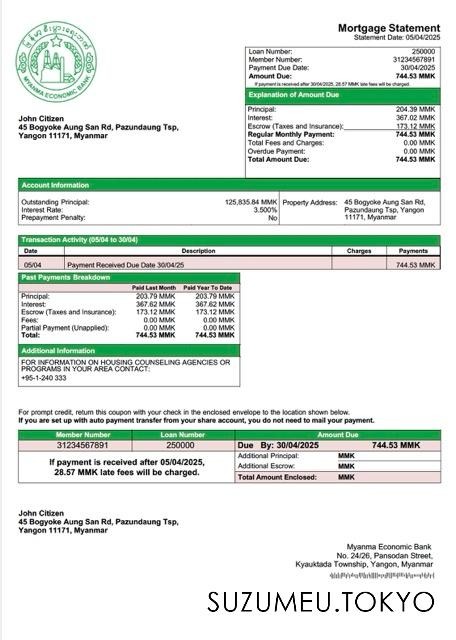 MYANMA ECONOMIC BANK
Mortgage Statement
Statement Date: 05/04/2025
Loan Number: 250000
Member Number: 31234567891
Payment Due Date: 30/04/2025
Amount Due: 744.53 MMK
If payment is received after 30/04/2025, 28.57 MMK late fees will be charged.
Explanation of Amount Due
Principal: 204.39 MMK
Interest: 367.02 MMK
Escrow (Taxes and Insurance): 173.12 MMK
Regular Monthly Payment: 744.53 MMK
Total Fees and Charges: 0.00 MMK
Overdue Payment: 0.00 MMK
Total Amount Due: 744.53 MMK
John Citizen
45 Bogyoke Aung San Rd, Pazundaung Tsp,
Yangon 11171, Myanmar
Account Information
Outstanding Principal: 125,835.84 MMK
Interest Rate: 3.500%
Prepayment Penalty: No
Property Address: 45 Bogyoke Aung San Rd,
Pazundaung Tsp, Yangon
11171, Myanmar
Transaction Activity (05/04 to 30/04)
Date Description Charges Payments
05/04 Payment Received Due Date 30/04/25 744.53 MMK
Past Payments Breakdown
Paid Last Month Paid Year To Date
Principal: 203.79 MMK 203.79 MMK
Interest: 367.62 MMK 367.62 MMK
Escrow (Taxes and Insurance): 173.12 MMK 173.12 MMK
Fees: 0.00 MMK 0.00 MMK
Partial Payment (Unapplied): 0.00 MMK 0.00 MMK
Total: 744.53 MMK 744.53 MMK
Additional Information
FOR INFORMATION ON HOUSING COUNSELING AGENCIES OR
PROGRAMS IN YOUR AREA CONTACT:
+95-1-240 333
For prompt credit, return this coupon with your check in the enclosed envelope to the location shown below.
If you are set up with auto payment transfer from your share account, you do not need to mail your payment.
Member Number Loan Number Amount Due
31234567891 250000 Due By: 30/04/2025 744.53 MMK
If payment is received after 05/04/2025,
28.57 MMK late fees will be charged.
Additional Principal: MMK
Additional Escrow: MMK
Total Amount Enclosed: MMK
John Citizen
45 Bogyoke Aung San Rd, Pazundaung Tsp,
Yangon 11171, Myanmar
Myanma Economic Bank
No. 24/26, Pansodan Street,
Kyauktada Township, Yangon, Myanmar
SUZUMEU.TOKYO